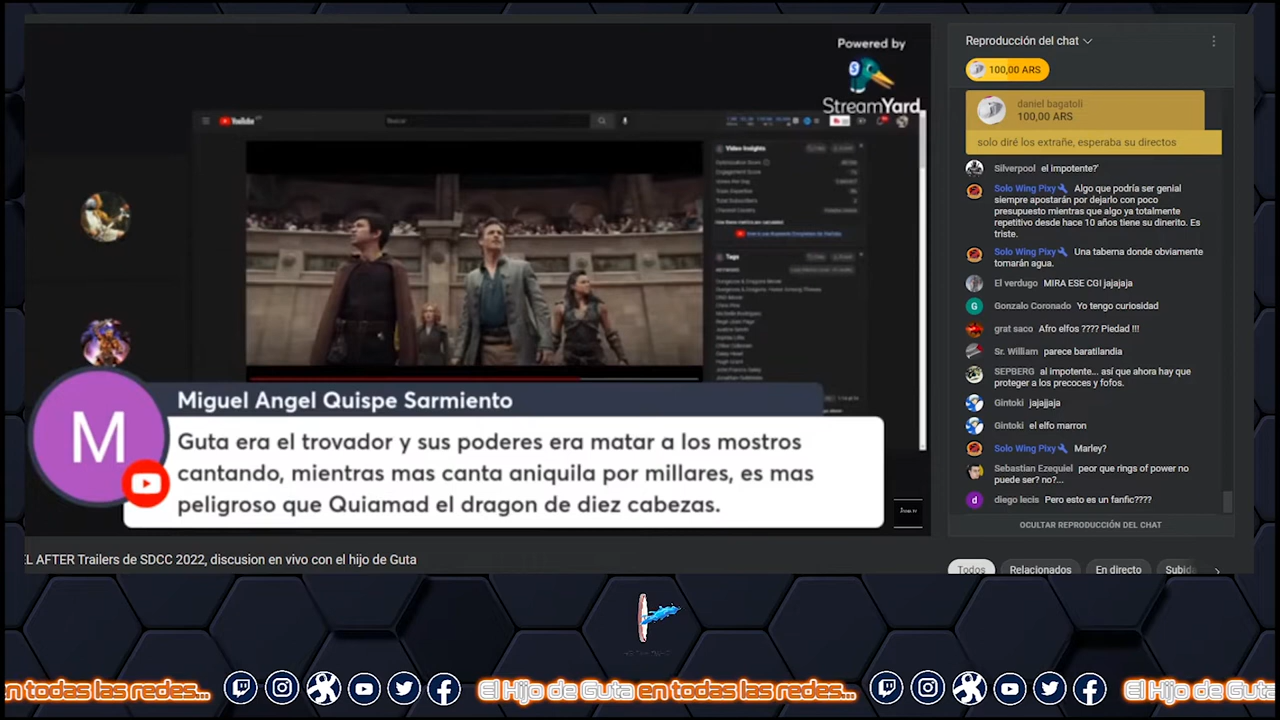 Powered by
StreamYard
YouTube
Buscar
Video Insights
Tags
Miguel Angel Quispe Sarmiento
Guta era el trovador y sus poderes era matar a los mostros
cantando, mientras mas canta aniquila por millares, es mas
peligroso que Quiamad el dragon de diez cabezas.
EL AFTER Trailers de SDCC 2022, discusion en vivo con el hijo de Guta
Reproducción del chat
100,00 ARS
daniel bagatoli
100,00 ARS
solo diré los extrañe, esperaba su directos
Silverpool el impotente?'
Solo Wing Pixy Algo que podría ser genial
siempre apostarán por dejarlo con poco
presupuesto mientras que algo ya totalmente
repetitivo desde hace 10 años tiene su dinerito. Es
triste.
Solo Wing Pixy Una taberna donde obviamente
tomarán agua.
El verdugo MIRA ESE CGI jajajaja
Gonzalo Coronado Yo tengo curiosidad
grat saco Afro elfos ???? Piedad !!!
Sr. William parece baratilandia
SEPBERG al impotente... así que ahora hay que
proteger a los precoces y fofos.
Gintoki jajajjaja
Gintoki el elfo marron
Solo Wing Pixy Marley?
Sebastian Ezequiel peor que rings of power no
puede ser? no?...
diego lecis Pero esto es un fanfic????
OCULTAR REPRODUCCIÓN DEL CHAT
Todos Relacionados En directo Subid
n todas las redes... El Hijo de Guta en todas las redes... El Hijo de Guta